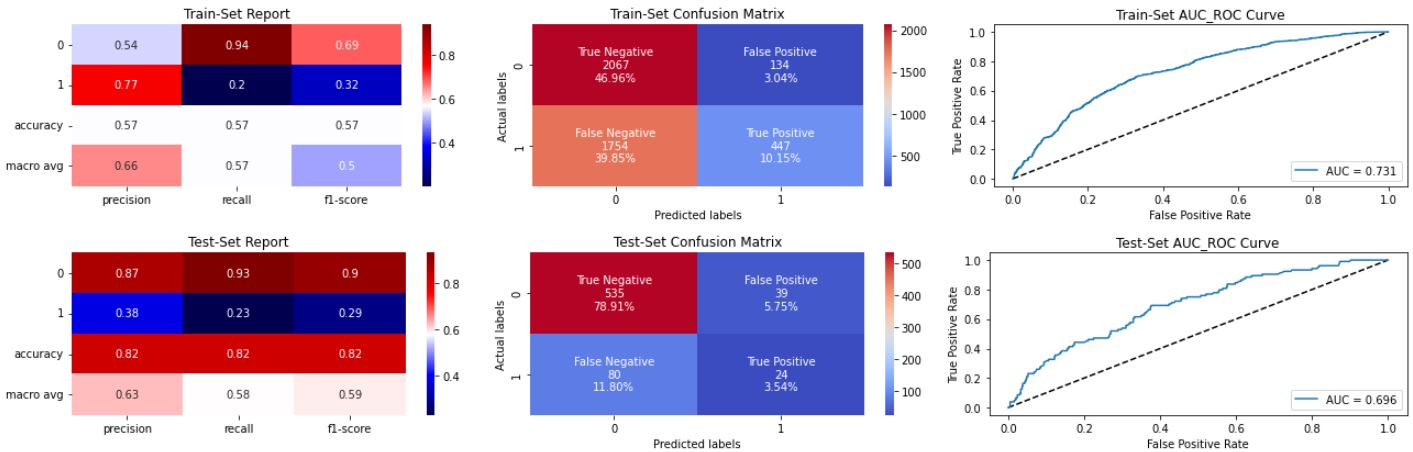 Train-Set Report
0
0.54 0.94 0.69
1
0.77 0.2 0.32
accuracy
0.57 0.57 0.57
macro avg
0.66 0.57 0.5
precision recall f1-score
0.8
0.6
0.4
Train-Set Confusion Matrix
Actual labels
0
True Negative
2067
46.96%
False Positive
134
3.04%
1
False Negative
1754
39.85%
True Positive
447
10.15%
0 1
Predicted labels
2000
1500
1000
500
Train-Set AUC_ROC Curve
True Positive Rate
1.0
0.8
0.6
0.4
0.2
0.0
AUC = 0.731
0.0 0.2 0.4 0.6 0.8 1.0
False Positive Rate
Test-Set Report
0
0.87 0.93 0.9
1
0.38 0.23 0.29
accuracy
0.82 0.82 0.82
macro avg
0.63 0.58 0.59
precision recall f1-score
0.8
0.6
0.4
Test-Set Confusion Matrix
Actual labels
0
True Negative
535
78.91%
False Positive
39
5.75%
1
False Negative
80
11.80%
True Positive
24
3.54%
0 1
Predicted labels
500
400
300
200
100
Test-Set AUC_ROC Curve
True Positive Rate
1.0
0.8
0.6
0.4
0.2
0.0
AUC = 0.696
0.0 0.2 0.4 0.6 0.8 1.0
False Positive Rate